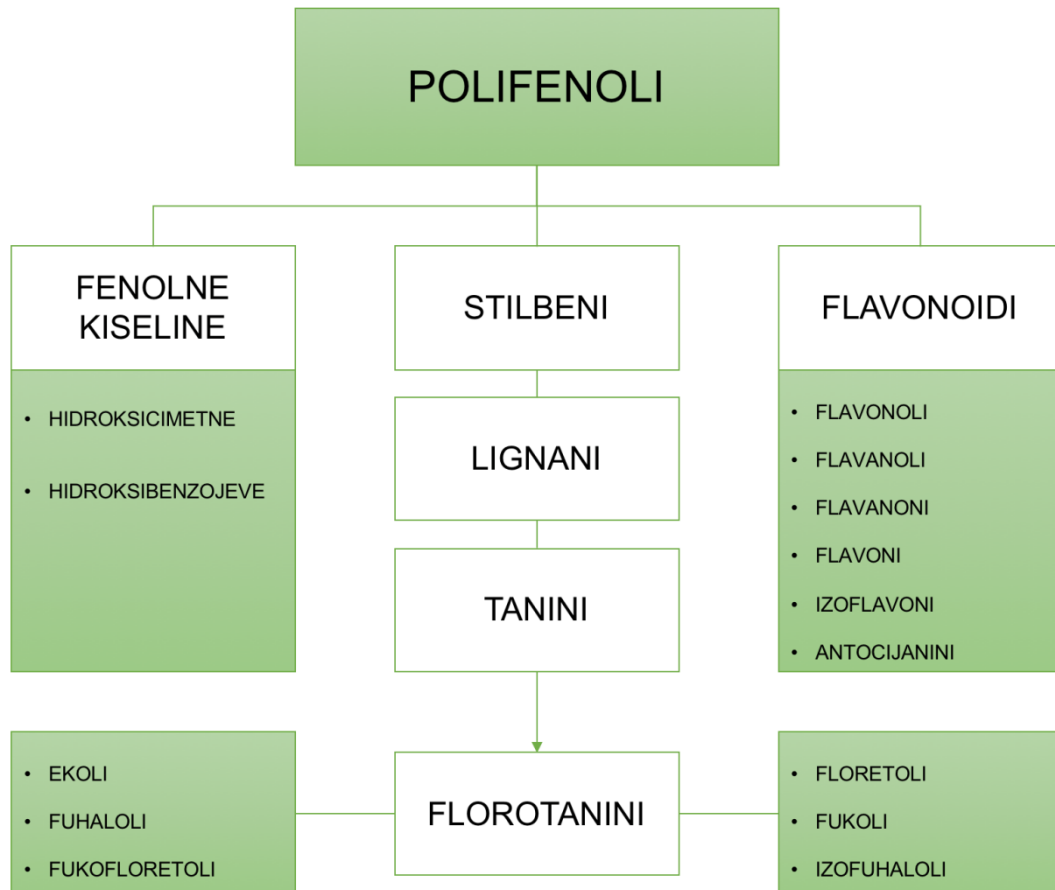 POLIFENOLI
FENOLNE
KISELINE
• HIDROKSICIMETNE
• HIDROKSIBENZOJEVE
STILBENI
LIGNANI
TANINI
FLAVONOIDI
• FLAVONOLI
• FLAVANOLI
• FLAVANONI
• FLAVONI
• IZOFLAVONI
• ANTOCIJANINI
• EKOLI
• FUHALOLI
• FUKOFLORETOLI
FLOROTANINI
• FLORETOLI
• FUKOLI
• IZOFUHALOLI